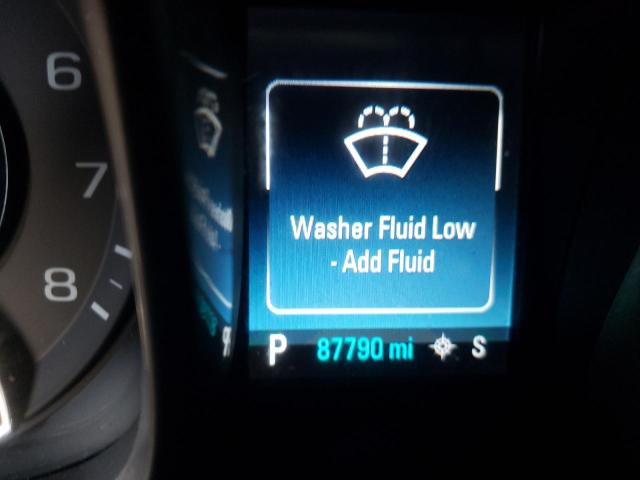 6
7
8
Washer Fluid Low
- Add Fluid
P 87790 mi S